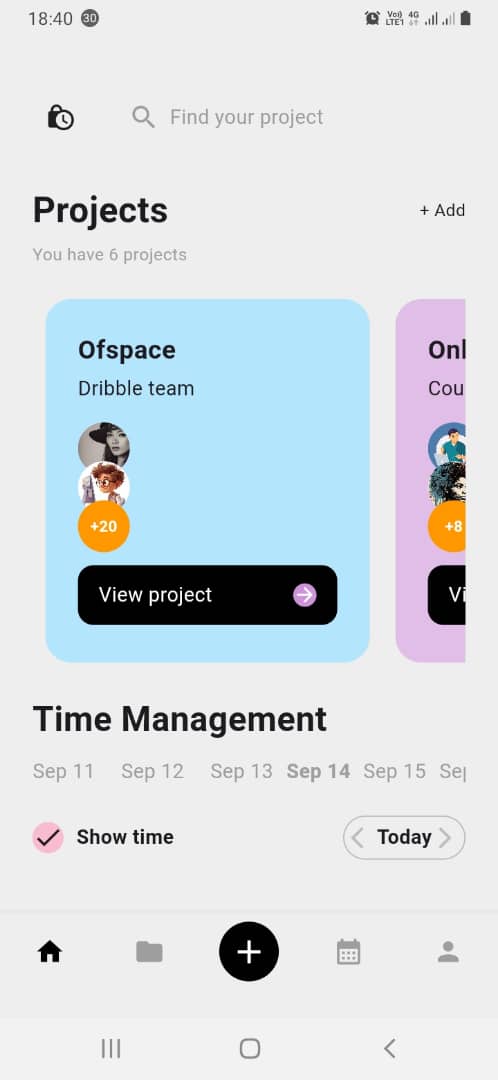 18:40 30 Vo)) LTE1 4G
Find your project
Projects
+ Add
You have 6 projects
Ofspace
Dribble team
+20
View project
Onl
Cou
+8
Vi
Time Management
Sep 11 Sep 12 Sep 13 Sep 14 Sep 15 Sep
Show time
Today